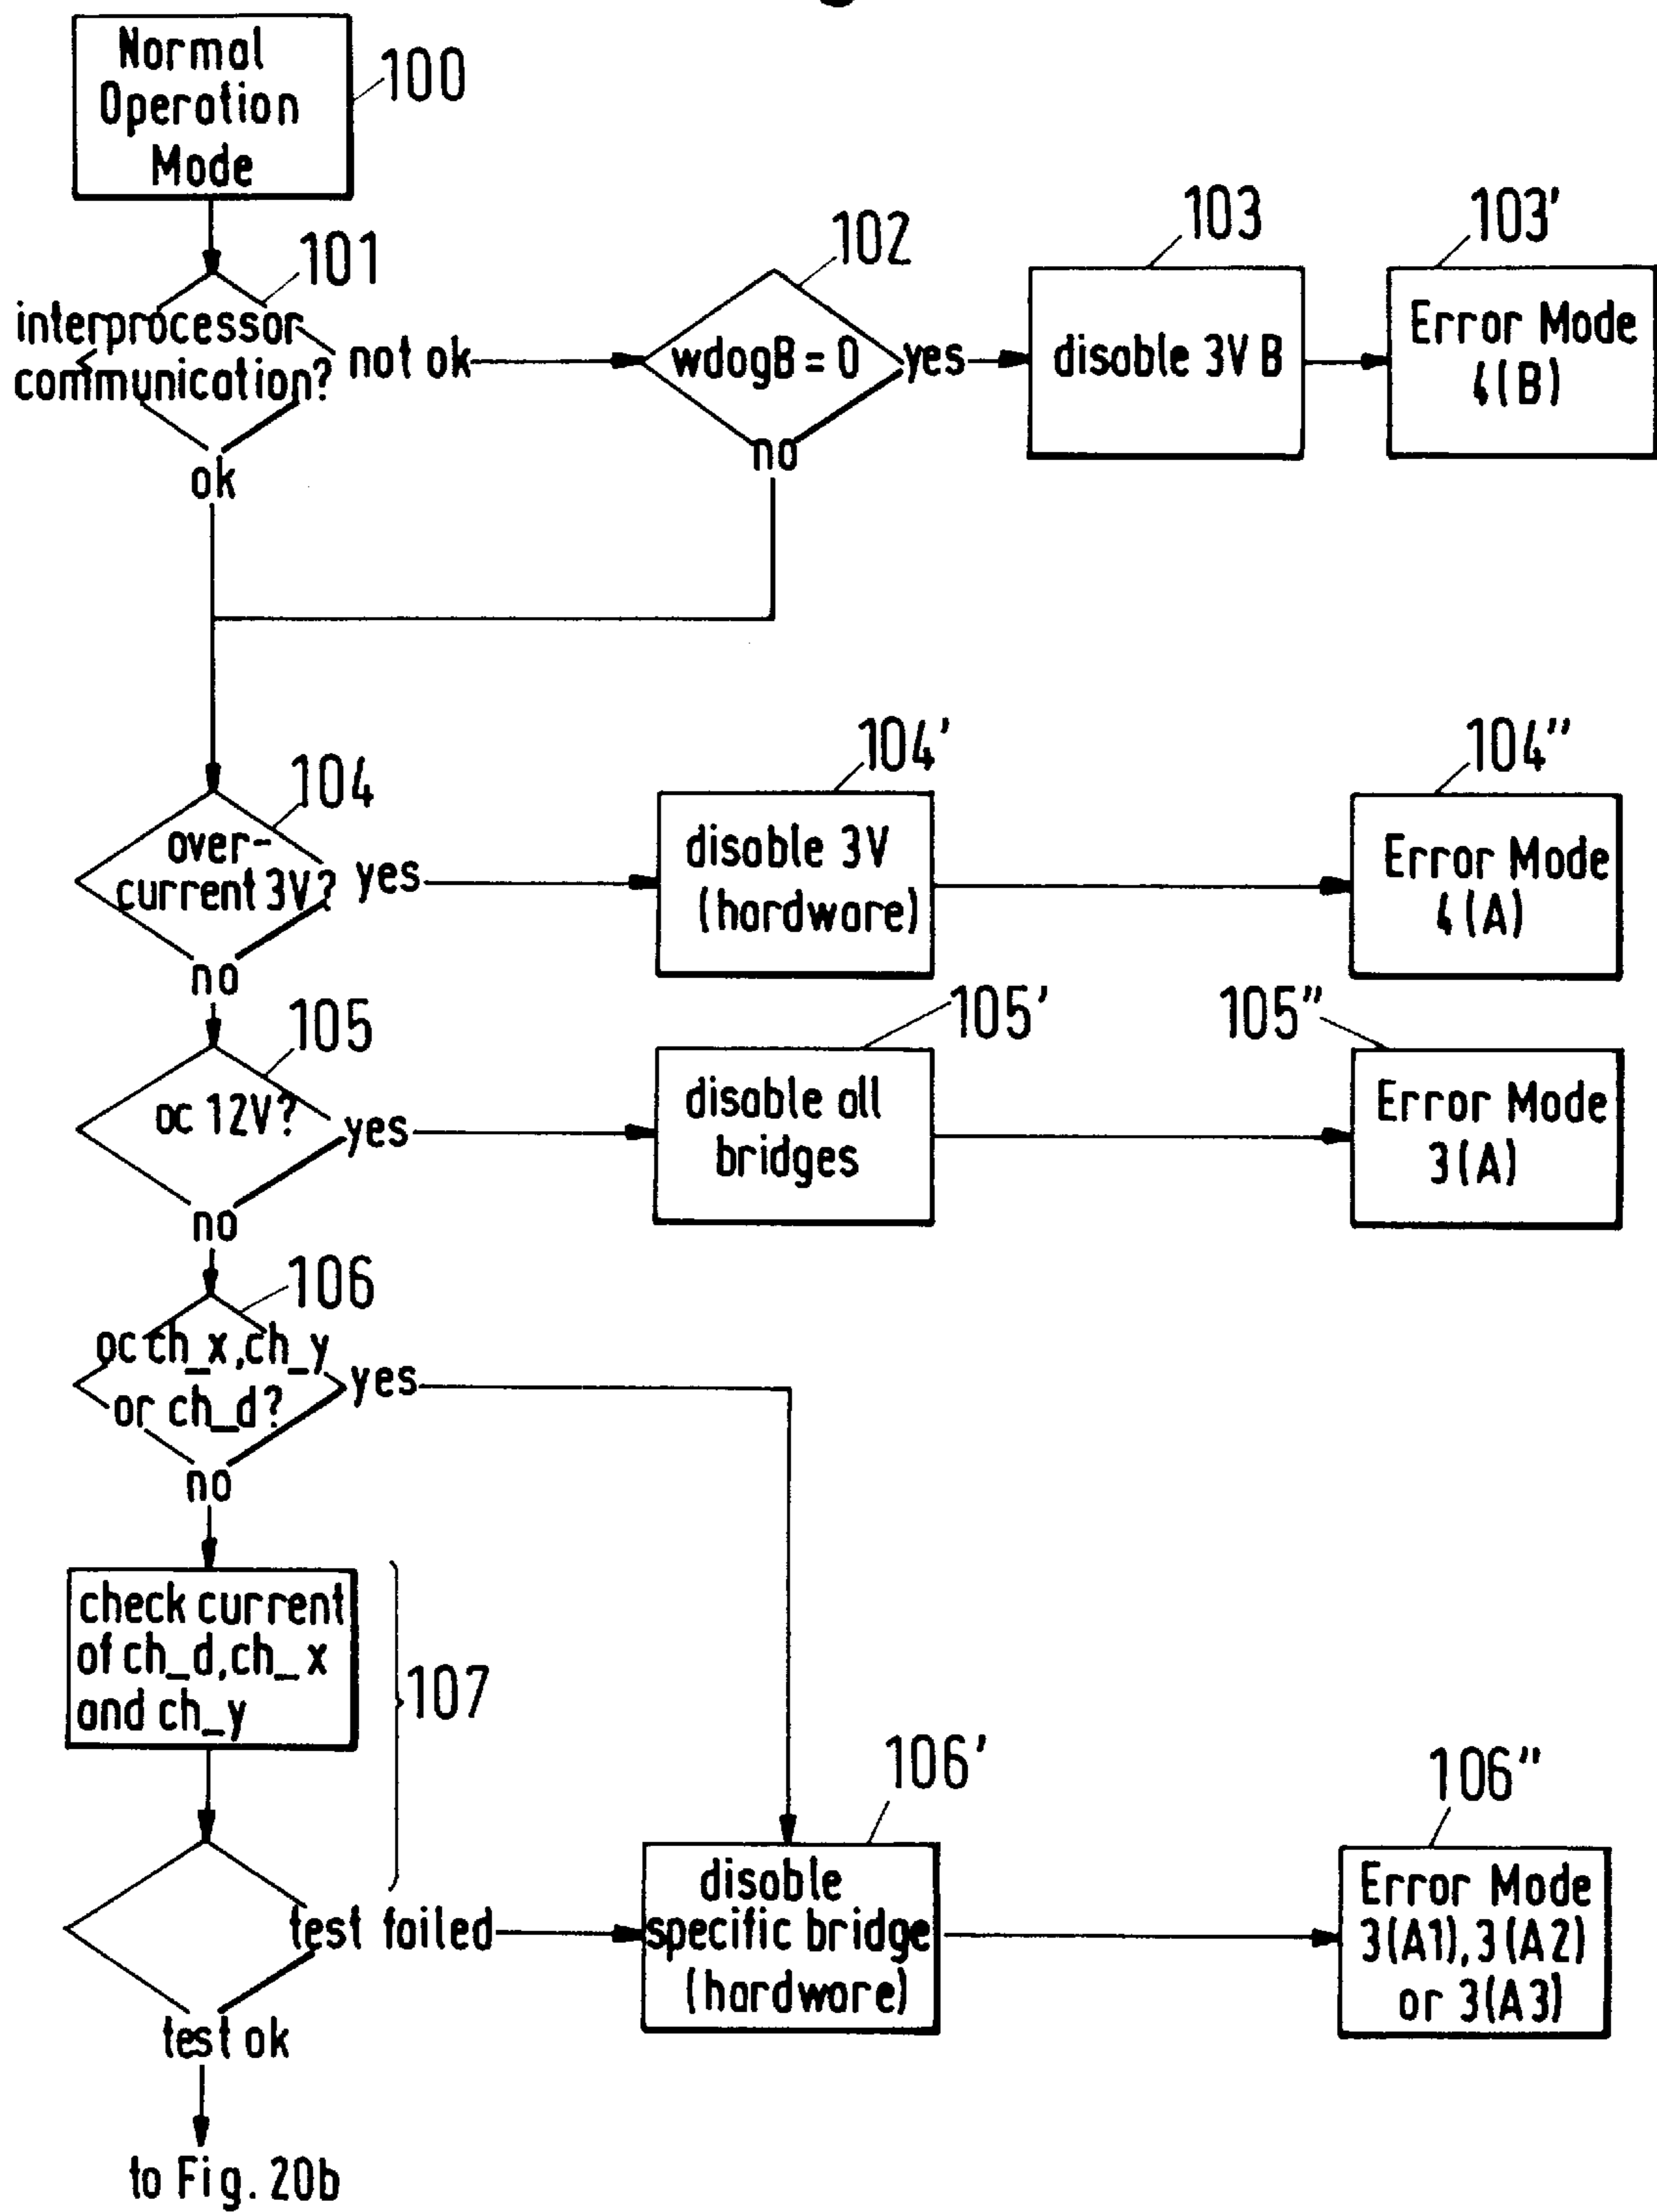 Normal
Operation
Mode
100
101
interprocessor
communication?
not ok
ok
102
wdogB = 0
yes
no
103
disable 3V B
103'
Error Mode
4(B)
104
over-
current 3V?
yes
no
104'
disable 3V
(hardware)
104''
Error Mode
4(A)
105
oc 12V?
yes
no
105'
disable all
bridges
105''
Error Mode
3(A)
106
oc ch_x,ch_y
or ch_d?
yes
no
check current
of ch_d,ch_x
and ch_y
107
test failed
test ok
106'
disable
specific bridge
(hardware)
106''
Error Mode
3(A1),3(A2)
or 3(A3)
to Fig. 20b